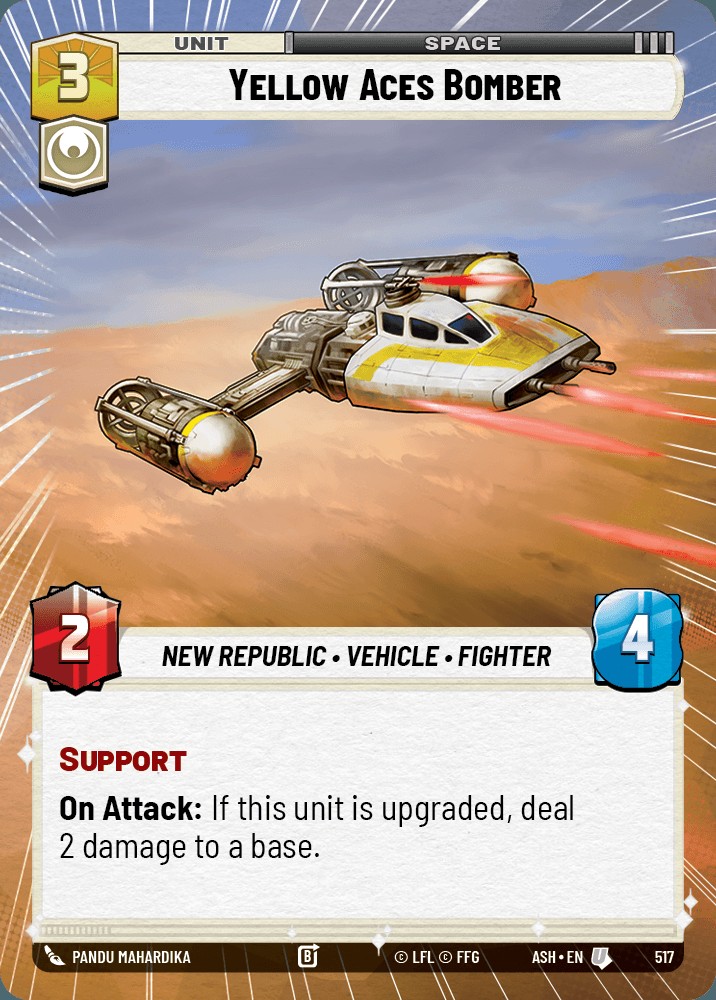 UNIT
SPACE
3
YELLOW ACES BOMBER
2
4
NEW REPUBLIC • VEHICLE • FIGHTER
SUPPORT
On Attack: If this unit is upgraded, deal
2 damage to a base.
PANDU MAHARDIKA
B
© LFL © FFG
ASH • EN
U
517